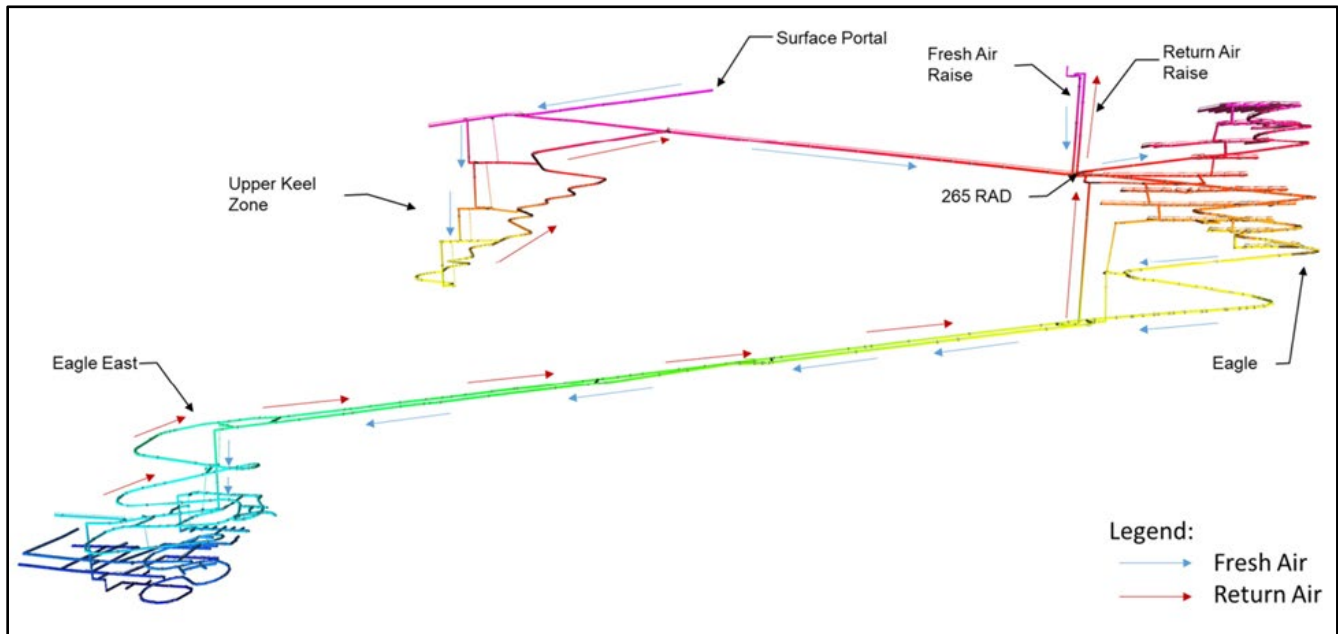 Surface Portal
Fresh Air
Raise
Return Air
Raise
Upper Keel
Zone
265 RAD
Eagle East
Eagle
Legend:
Fresh Air
Return Air